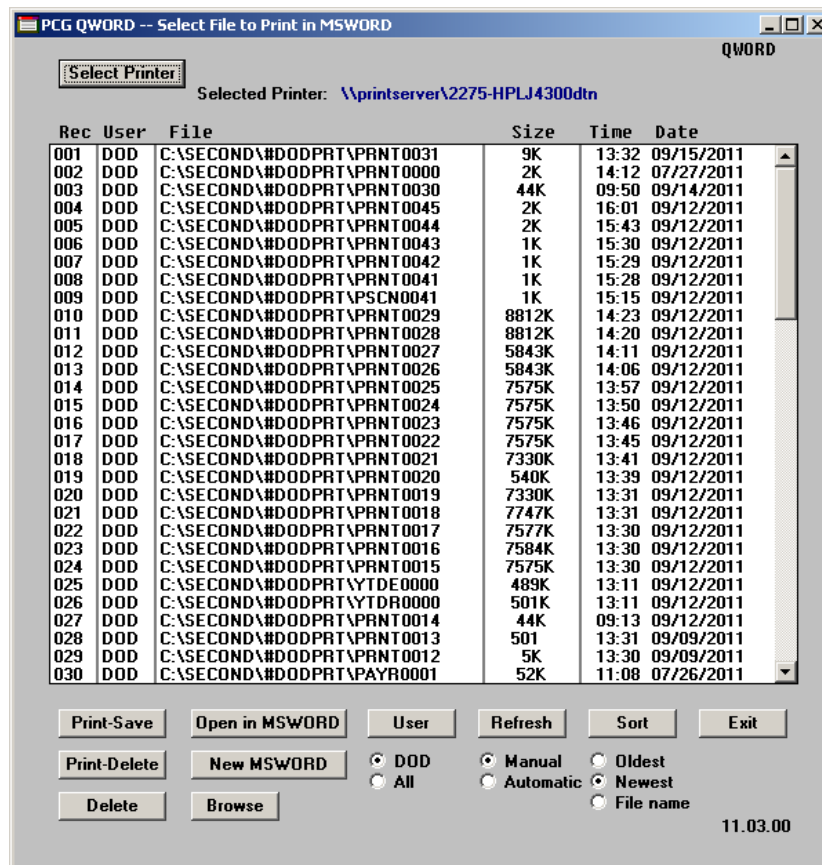 PCG QWORD -- Select File to Print in MSWORD
QWORD
Select Printer
Selected Printer: \\printserver\2275-HPLJ4300dtn
Rec User File Size Time Date
001 DOD C:\SECOND\#DODPRT\PRNT0031 9K 13:32 09/15/2011
002 DOD C:\SECOND\#DODPRT\PRNT0000 2K 14:12 07/27/2011
003 DOD C:\SECOND\#DODPRT\PRNT0030 44K 09:50 09/14/2011
004 DOD C:\SECOND\#DODPRT\PRNT0045 2K 16:01 09/12/2011
005 DOD C:\SECOND\#DODPRT\PRNT0044 2K 15:43 09/12/2011
006 DOD C:\SECOND\#DODPRT\PRNT0043 1K 15:30 09/12/2011
007 DOD C:\SECOND\#DODPRT\PRNT0042 1K 15:29 09/12/2011
008 DOD C:\SECOND\#DODPRT\PRNT0041 1K 15:28 09/12/2011
009 DOD C:\SECOND\#DODPRT\PSCN0041 1K 15:15 09/12/2011
010 DOD C:\SECOND\#DODPRT\PRNT0029 8812K 14:23 09/12/2011
011 DOD C:\SECOND\#DODPRT\PRNT0028 8812K 14:20 09/12/2011
012 DOD C:\SECOND\#DODPRT\PRNT0027 5843K 14:11 09/12/2011
013 DOD C:\SECOND\#DODPRT\PRNT0026 5843K 14:06 09/12/2011
014 DOD C:\SECOND\#DODPRT\PRNT0025 7575K 13:57 09/12/2011
015 DOD C:\SECOND\#DODPRT\PRNT0024 7575K 13:50 09/12/2011
016 DOD C:\SECOND\#DODPRT\PRNT0023 7575K 13:46 09/12/2011
017 DOD C:\SECOND\#DODPRT\PRNT0022 7575K 13:45 09/12/2011
018 DOD C:\SECOND\#DODPRT\PRNT0021 7330K 13:41 09/12/2011
019 DOD C:\SECOND\#DODPRT\PRNT0020 540K 13:39 09/12/2011
020 DOD C:\SECOND\#DODPRT\PRNT0019 7330K 13:31 09/12/2011
021 DOD C:\SECOND\#DODPRT\PRNT0018 7747K 13:31 09/12/2011
022 DOD C:\SECOND\#DODPRT\PRNT0017 7577K 13:30 09/12/2011
023 DOD C:\SECOND\#DODPRT\PRNT0016 7584K 13:30 09/12/2011
024 DOD C:\SECOND\#DODPRT\PRNT0015 7575K 13:30 09/12/2011
025 DOD C:\SECOND\#DODPRT\YTDE0000 489K 13:11 09/12/2011
026 DOD C:\SECOND\#DODPRT\YTDR0000 501K 13:11 09/12/2011
027 DOD C:\SECOND\#DODPRT\PRNT0014 44K 09:13 09/12/2011
028 DOD C:\SECOND\#DODPRT\PRNT0013 501 13:31 09/09/2011
029 DOD C:\SECOND\#DODPRT\PRNT0012 5K 13:30 09/09/2011
030 DOD C:\SECOND\#DODPRT\PAYR0001 52K 11:08 07/26/2011
Print-Save Open in MSWORD User Refresh Sort Exit
Print-Delete New MSWORD DOD Manual Oldest
All Automatic Newest
Delete Browse File name
11.03.00